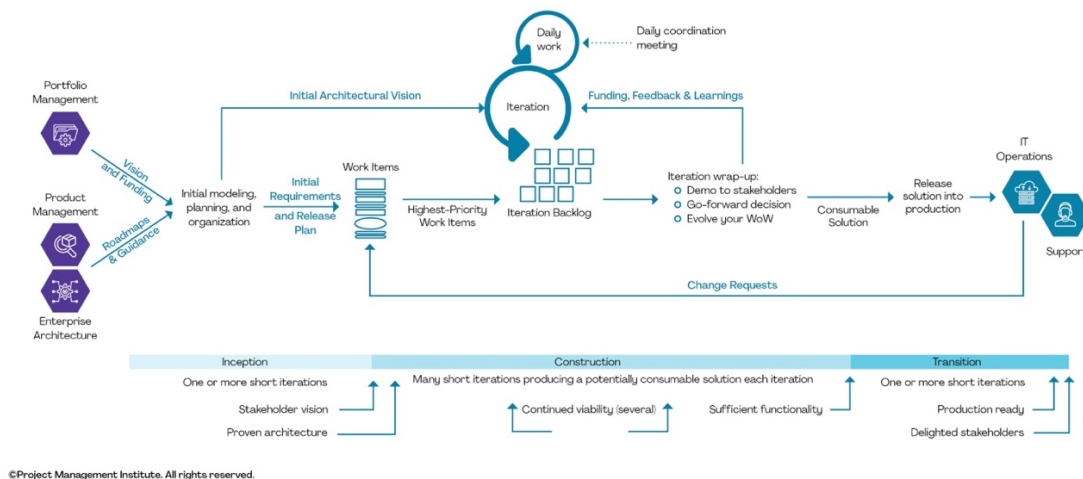 Daily
work
Daily coordination
meeting
Portfolio
Management
Initial Architectural Vision
Iteration
Funding, Feedback & Learnings
IT
Operations
Vision
and Funding
Work Items
Iteration wrap-up:
Demo to stakeholders
Go-forward decision
Evolve your WoW
Initial modeling,
planning, and
organization
Initial
Requirements
and Release
Plan
Highest-Priority
Work Items
Iteration Backlog
Consumable
Solution
Release
solution into
production
Product
Management
Roadmaps
& Guidance
Support
Change Requests
Enterprise
Architecture
Inception
Construction
Transition
One or more short iterations
Many short iterations producing a potentially consumable solution each iteration
One or more short iterations
Stakeholder vision
Continued viability (several)
Sufficient functionality
Production ready
Proven architecture
Delighted stakeholders
©Project Management Institute. All rights reserved.